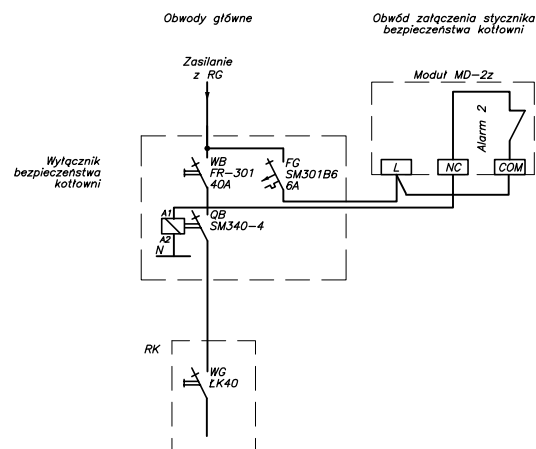 Obwody główne
Obwód załączenia stycznika
bezpieczeństwa kotłowni
Zasilanie
z RG
Moduł MD-2z
Alarm 2
L
NC
COM
Wyłącznik
bezpieczeństwa
kotłowni
WB
FR-301
40A
FG
SM301B6
6A
A1
A2
N
QB
SM340-4
RK
WG
ŁK40